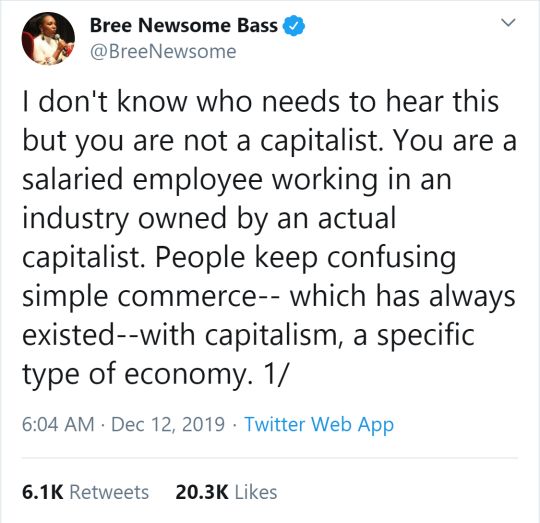 Bree Newsome Bass
@BreeNewsome
I don't know who needs to hear this
but you are not a capitalist. You are a
salaried employee working in an
industry owned by an actual
capitalist. People keep confusing
simple commerce-- which has always
existed--with capitalism, a specific
type of economy. 1/
6:04 AM · Dec 12, 2019 · Twitter Web App
6.1K Retweets 20.3K Likes